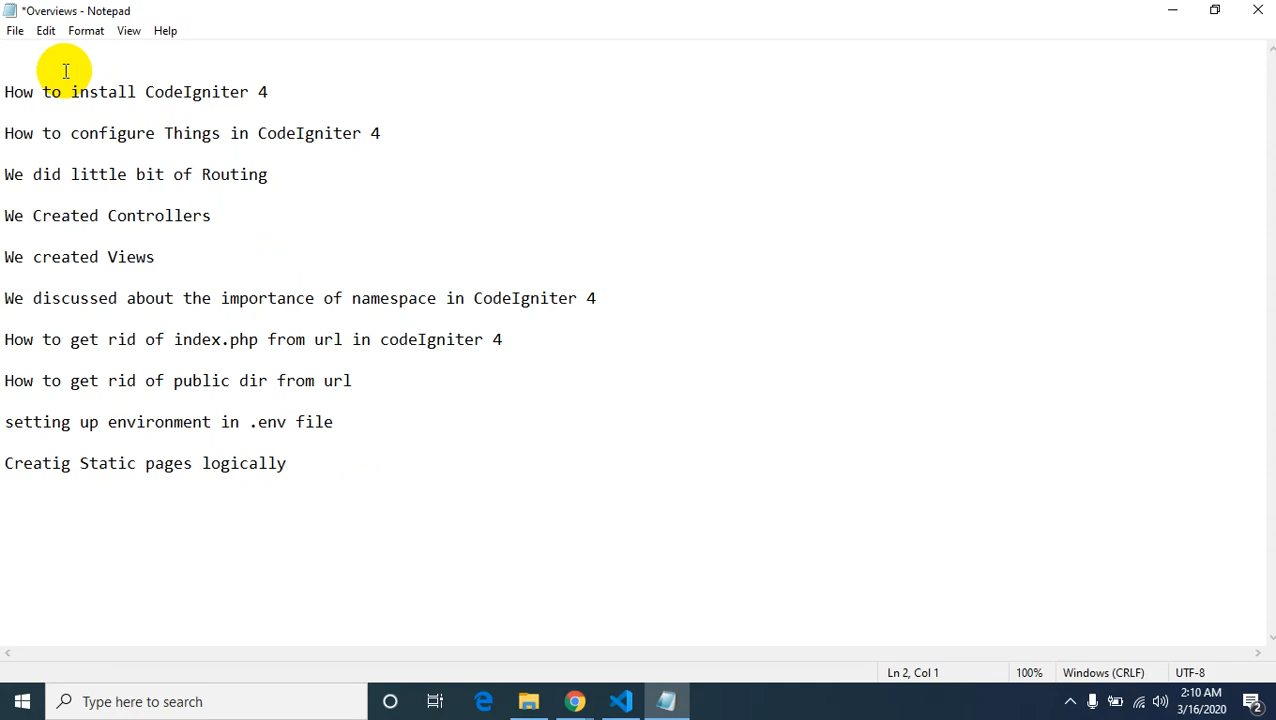 *Overviews - Notepad
File Edit Format View Help
How to install CodeIgniter 4
How to configure Things in CodeIgniter 4
We did little bit of Routing
We Created Controllers
We created Views
We discussed about the importance of namespace in CodeIgniter 4
How to get rid of index.php from url in codeIgniter 4
How to get rid of public dir from url
setting up environment in .env file
Creatig Static pages logically
Ln 2, Col 1 100% Windows (CRLF) UTF-8
Type here to search
2:10 AM
3/16/2020
2